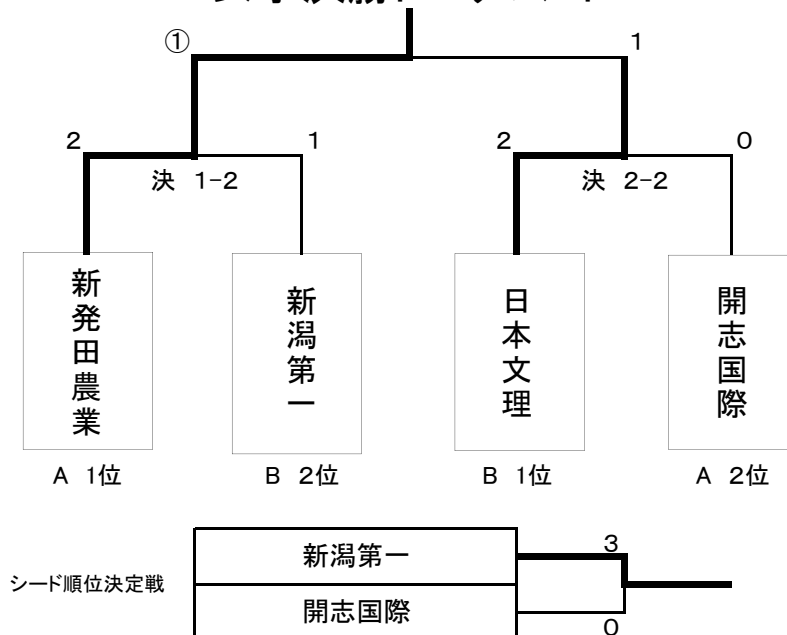 ① 1
2 1 2 0
決 1-2 決 2-2
新発田農業
新潟第一
日本文理
開志国際
A 1位 B 2位 B 1位 A 2位
シード順位決定戦
新潟第一 3
開志国際 0